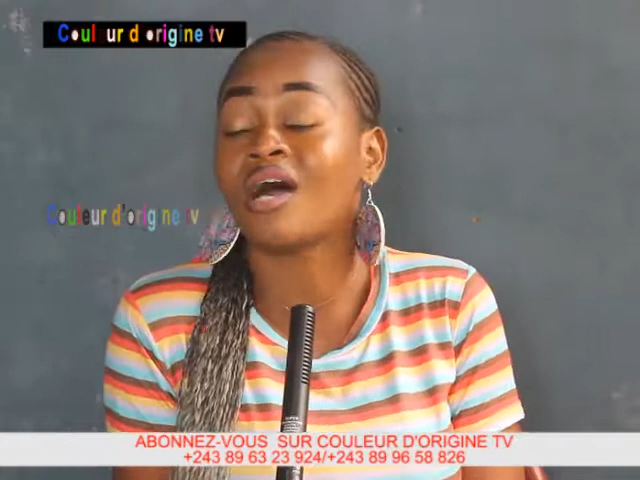 Couleur d'origine tv
Couleur d'origine tv
ABONNEZ-VOUS SUR COULEUR D'ORIGINE TV
+243 89 63 23 924/+243 89 96 58 826